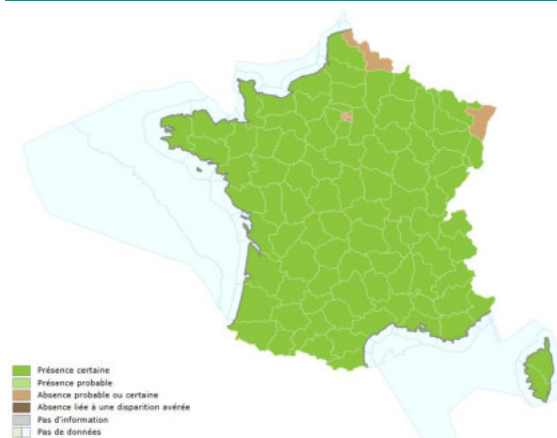 Présence certaine
Présence probable
Absence probable ou certaine
Absence liée à une disparition avérée
Pas d'information
Pas de données